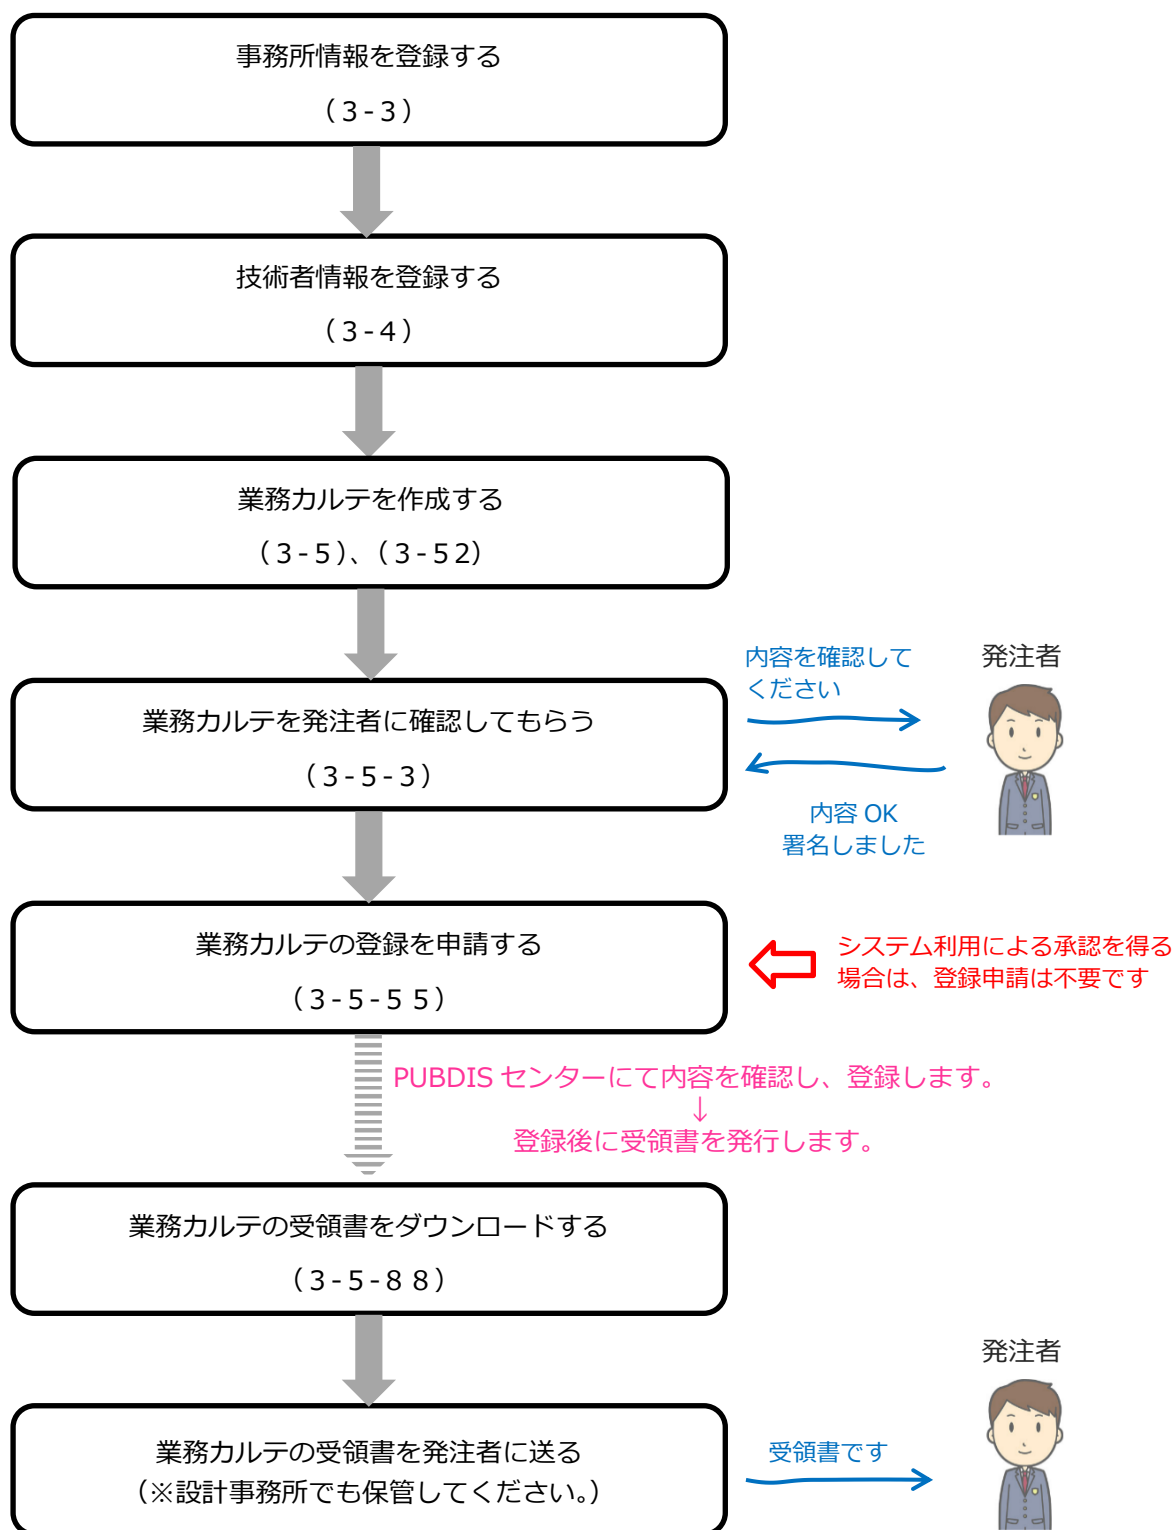 事務所情報を登録する
（3-3）
技術者情報を登録する
（3-4）
業務カルテを作成する
（3-5）、（3-52）
内容を確認して
ください
発注者
業務カルテを発注者に確認してもらう
（3-5-3）
内容 OK
署名しました
業務カルテの登録を申請する
（3-5-55）
システム利用による承認を得る
場合は、登録申請は不要です
PUBDIS センターにて内容を確認し、登録します。
↓
登録後に受領書を発行します。
業務カルテの受領書をダウンロードする
（3-5-88）
発注者
業務カルテの受領書を発注者に送る
（※設計事務所でも保管してください。）
受領書です